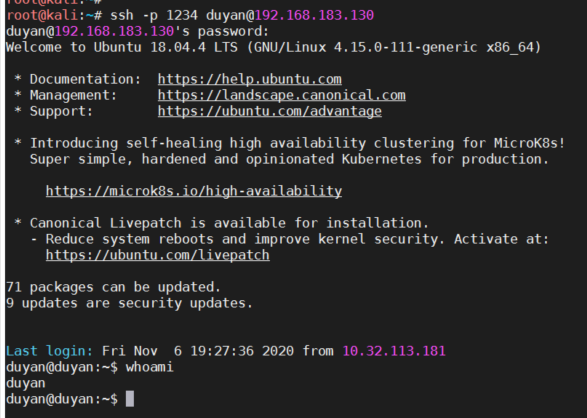 root@kali:~#
root@kali:~# ssh -p 1234 duyan@192.168.183.130
duyan@192.168.183.130's password:
Welcome to Ubuntu 18.04.4 LTS (GNU/Linux 4.15.0-111-generic x86_64)
* Documentation:  https://help.ubuntu.com
* Management:     https://landscape.canonical.com
* Support:        https://ubuntu.com/advantage
* Introducing self-healing high availability clustering for MicroK8s!
Super simple, hardened and opinionated Kubernetes for production.
https://microk8s.io/high-availability
* Canonical Livepatch is available for installation.
- Reduce system reboots and improve kernel security. Activate at:
https://ubuntu.com/livepatch
71 packages can be updated.
9 updates are security updates.
Last login: Fri Nov  6 19:27:36 2020 from 10.32.113.181
duyan@duyan:~$ whoami
duyan
duyan@duyan:~$